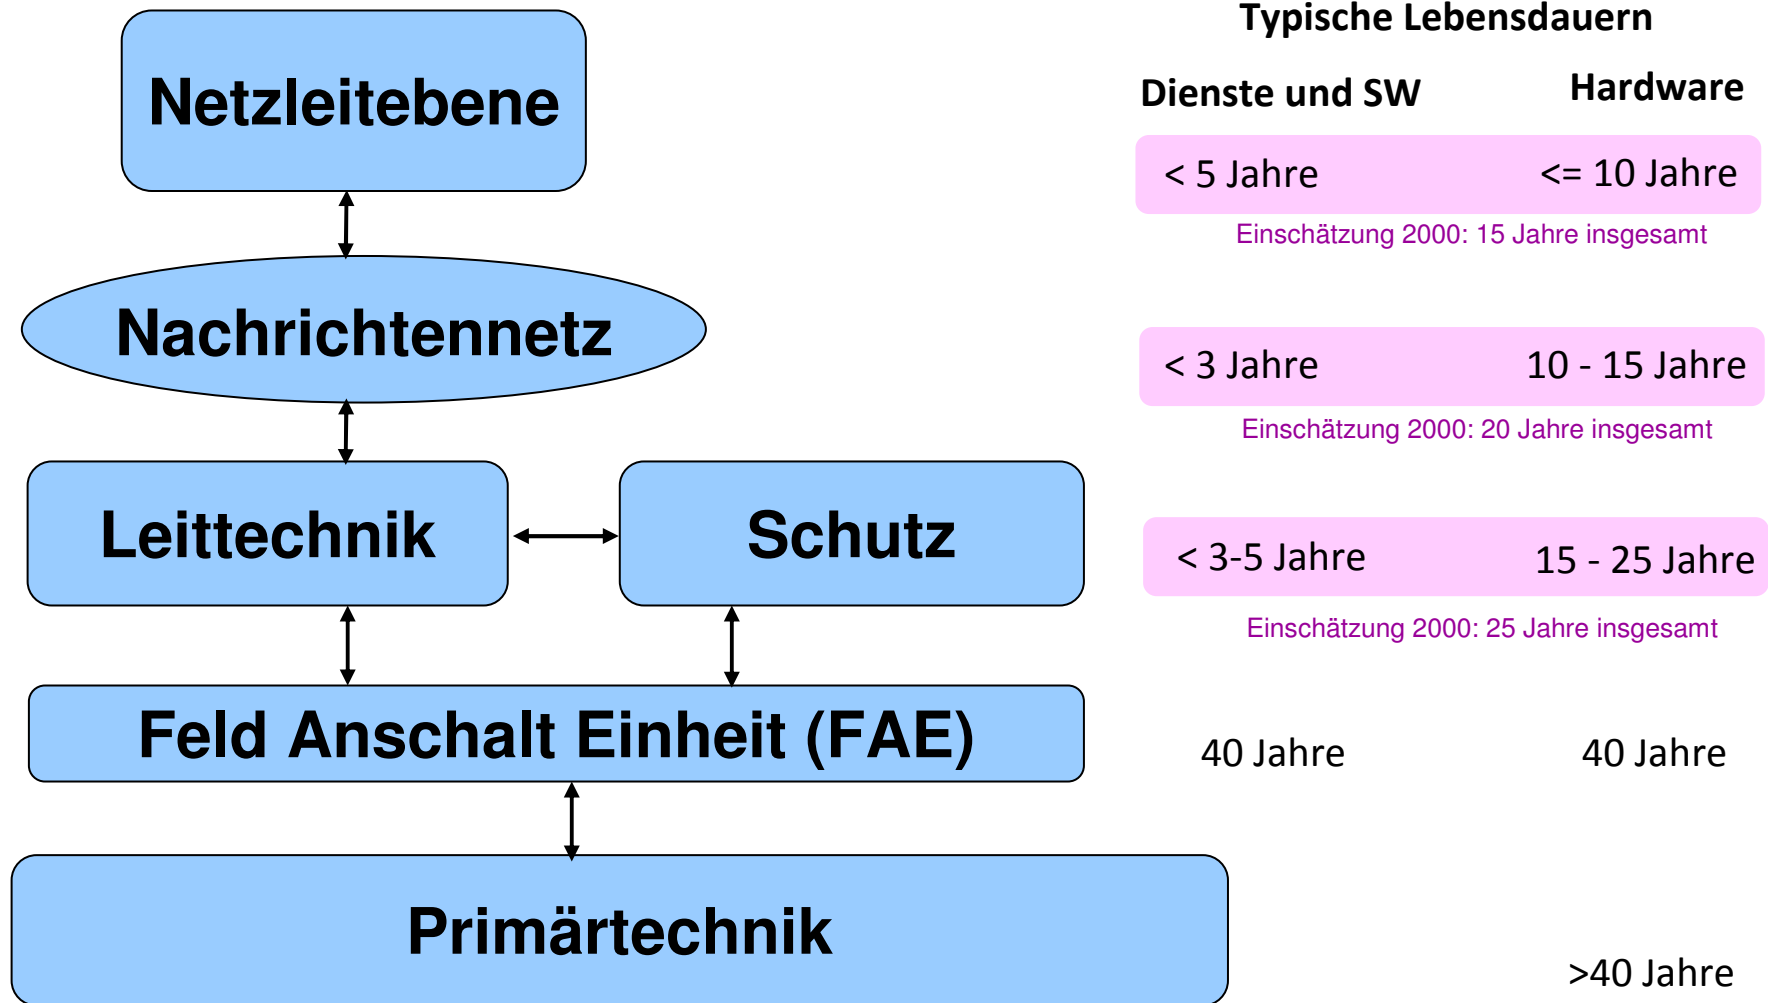 Typische Lebensdauern
Dienste und SW Hardware
Netzleitebene
< 5 Jahre <= 10 Jahre
Einschätzung 2000: 15 Jahre insgesamt
Nachrichtennetz
< 3 Jahre 10 - 15 Jahre
Einschätzung 2000: 20 Jahre insgesamt
Leittechnik Schutz
< 3-5 Jahre 15 - 25 Jahre
Einschätzung 2000: 25 Jahre insgesamt
Feld Anschalt Einheit (FAE)
40 Jahre 40 Jahre
Primärtechnik
>40 Jahre